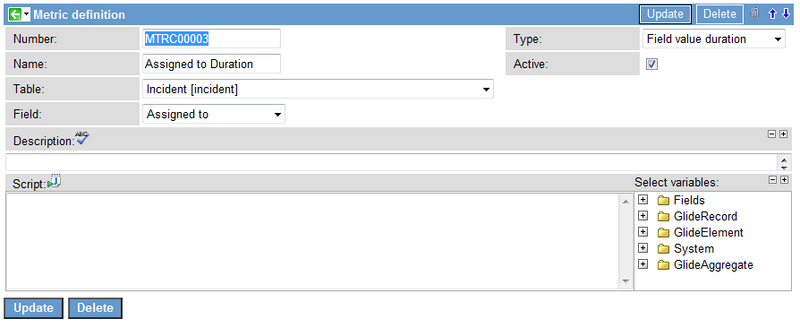 Metric definition Update Delete
Number: MTRC00003 Type: Field value duration
Name: Assigned to Duration Active:
Table: Incident [incident]
Field: Assigned to
Description: ABC
Script: Select variables:
Fields
GlideRecord
GlideElement
System
GlideAggregate
Update Delete